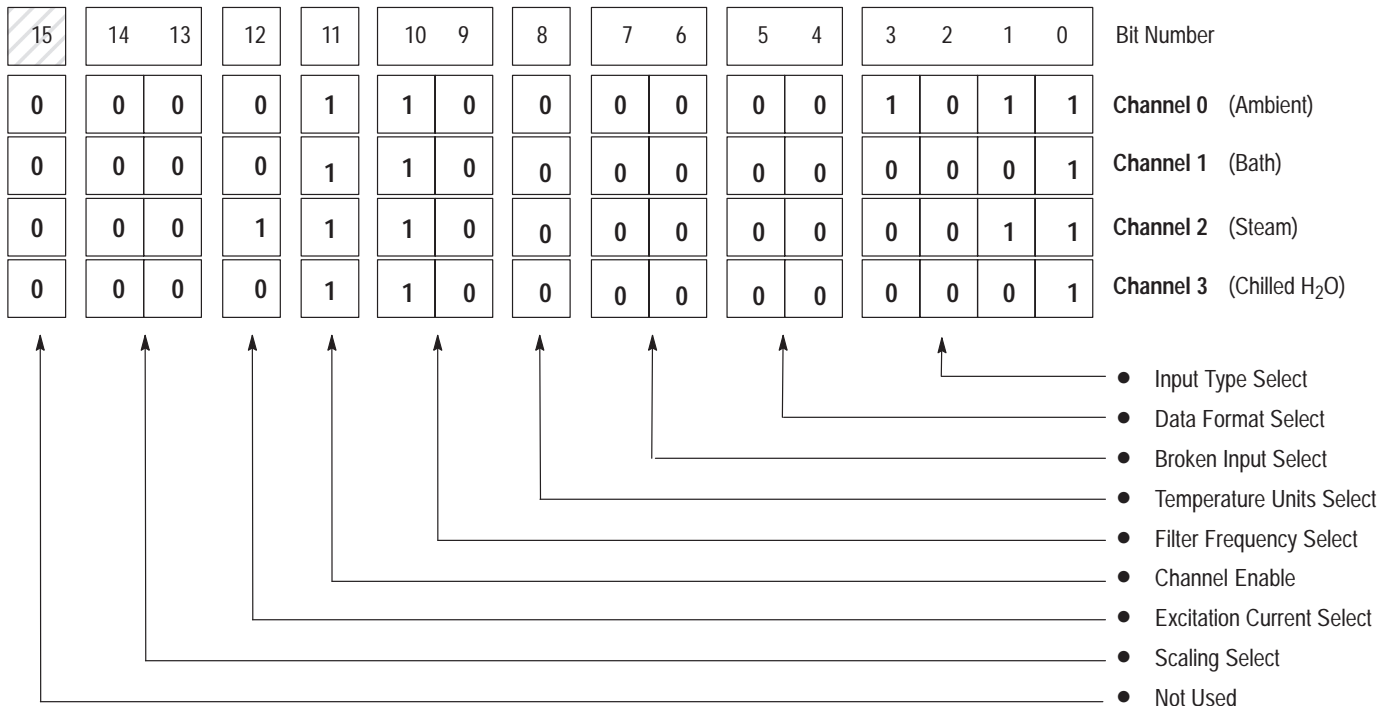 15 14 13 12 11 10 9 8 7 6 5 4 3 2 1 0 Bit Number
0 0 0 0 1 1 0 0 0 0 0 0 1 0 1 1 Channel 0 (Ambient)
0 0 0 0 1 1 0 0 0 0 0 0 0 0 0 1 Channel 1 (Bath)
0 0 0 1 1 1 0 0 0 0 0 0 0 0 1 1 Channel 2 (Steam)
0 0 0 0 1 1 0 0 0 0 0 0 0 0 0 1 Channel 3 (Chilled H₂O)
● Input Type Select
● Data Format Select
● Broken Input Select
● Temperature Units Select
● Filter Frequency Select
● Channel Enable
● Excitation Current Select
● Scaling Select
● Not Used